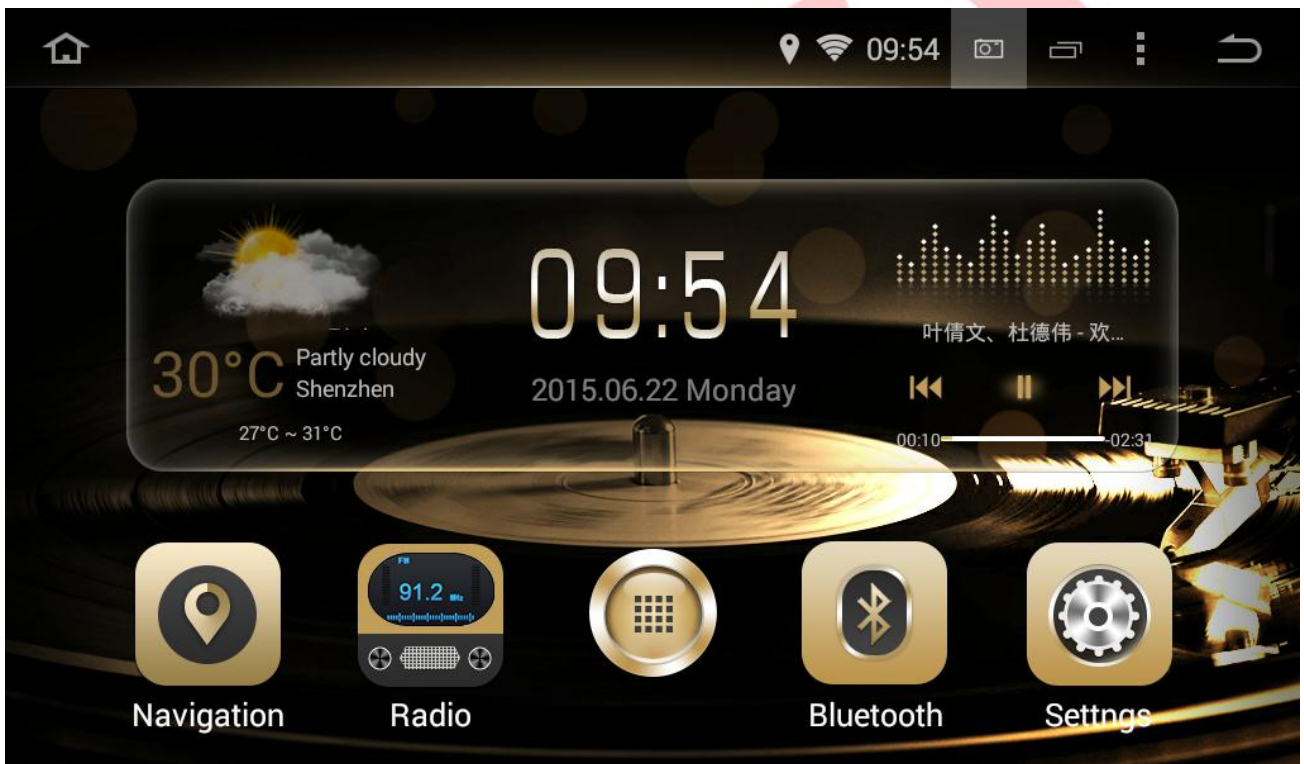 09:54
09:54
2015.06.22 Monday
30°C
Partly cloudy
Shenzhen
27°C ~ 31°C
叶倩文、杜德伟 - 欢...
00:10
-02:31
FM
91.2 MHz
Navigation
Radio
Bluetooth
Settngs